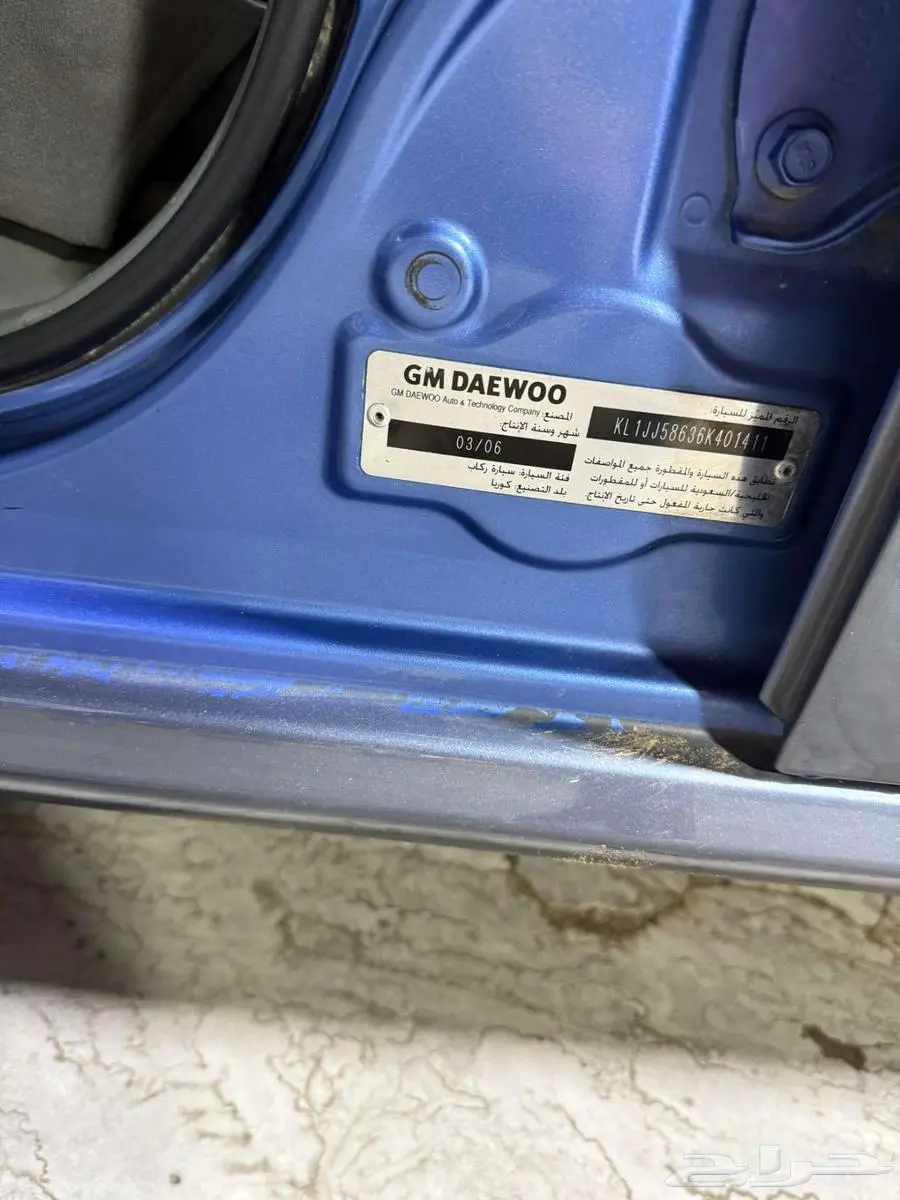 GM DAEWOO
GM DAEWOO Auto & Technology Company المصنع:
شهر وسنة الإنتاج:
03/06
فئة السيارة: سيارة ركاب
بلد التصنيع: كوريا
الرقم المميز للسيارة:
KL1JJ58636K401411
تطابق هذه السيارة والمقطورة جميع المواصفات
الخليجية/السعودية للسيارات أو للمقطورات
والتي كانت جارية المفعول حتى تاريخ الإنتاج.
حراج